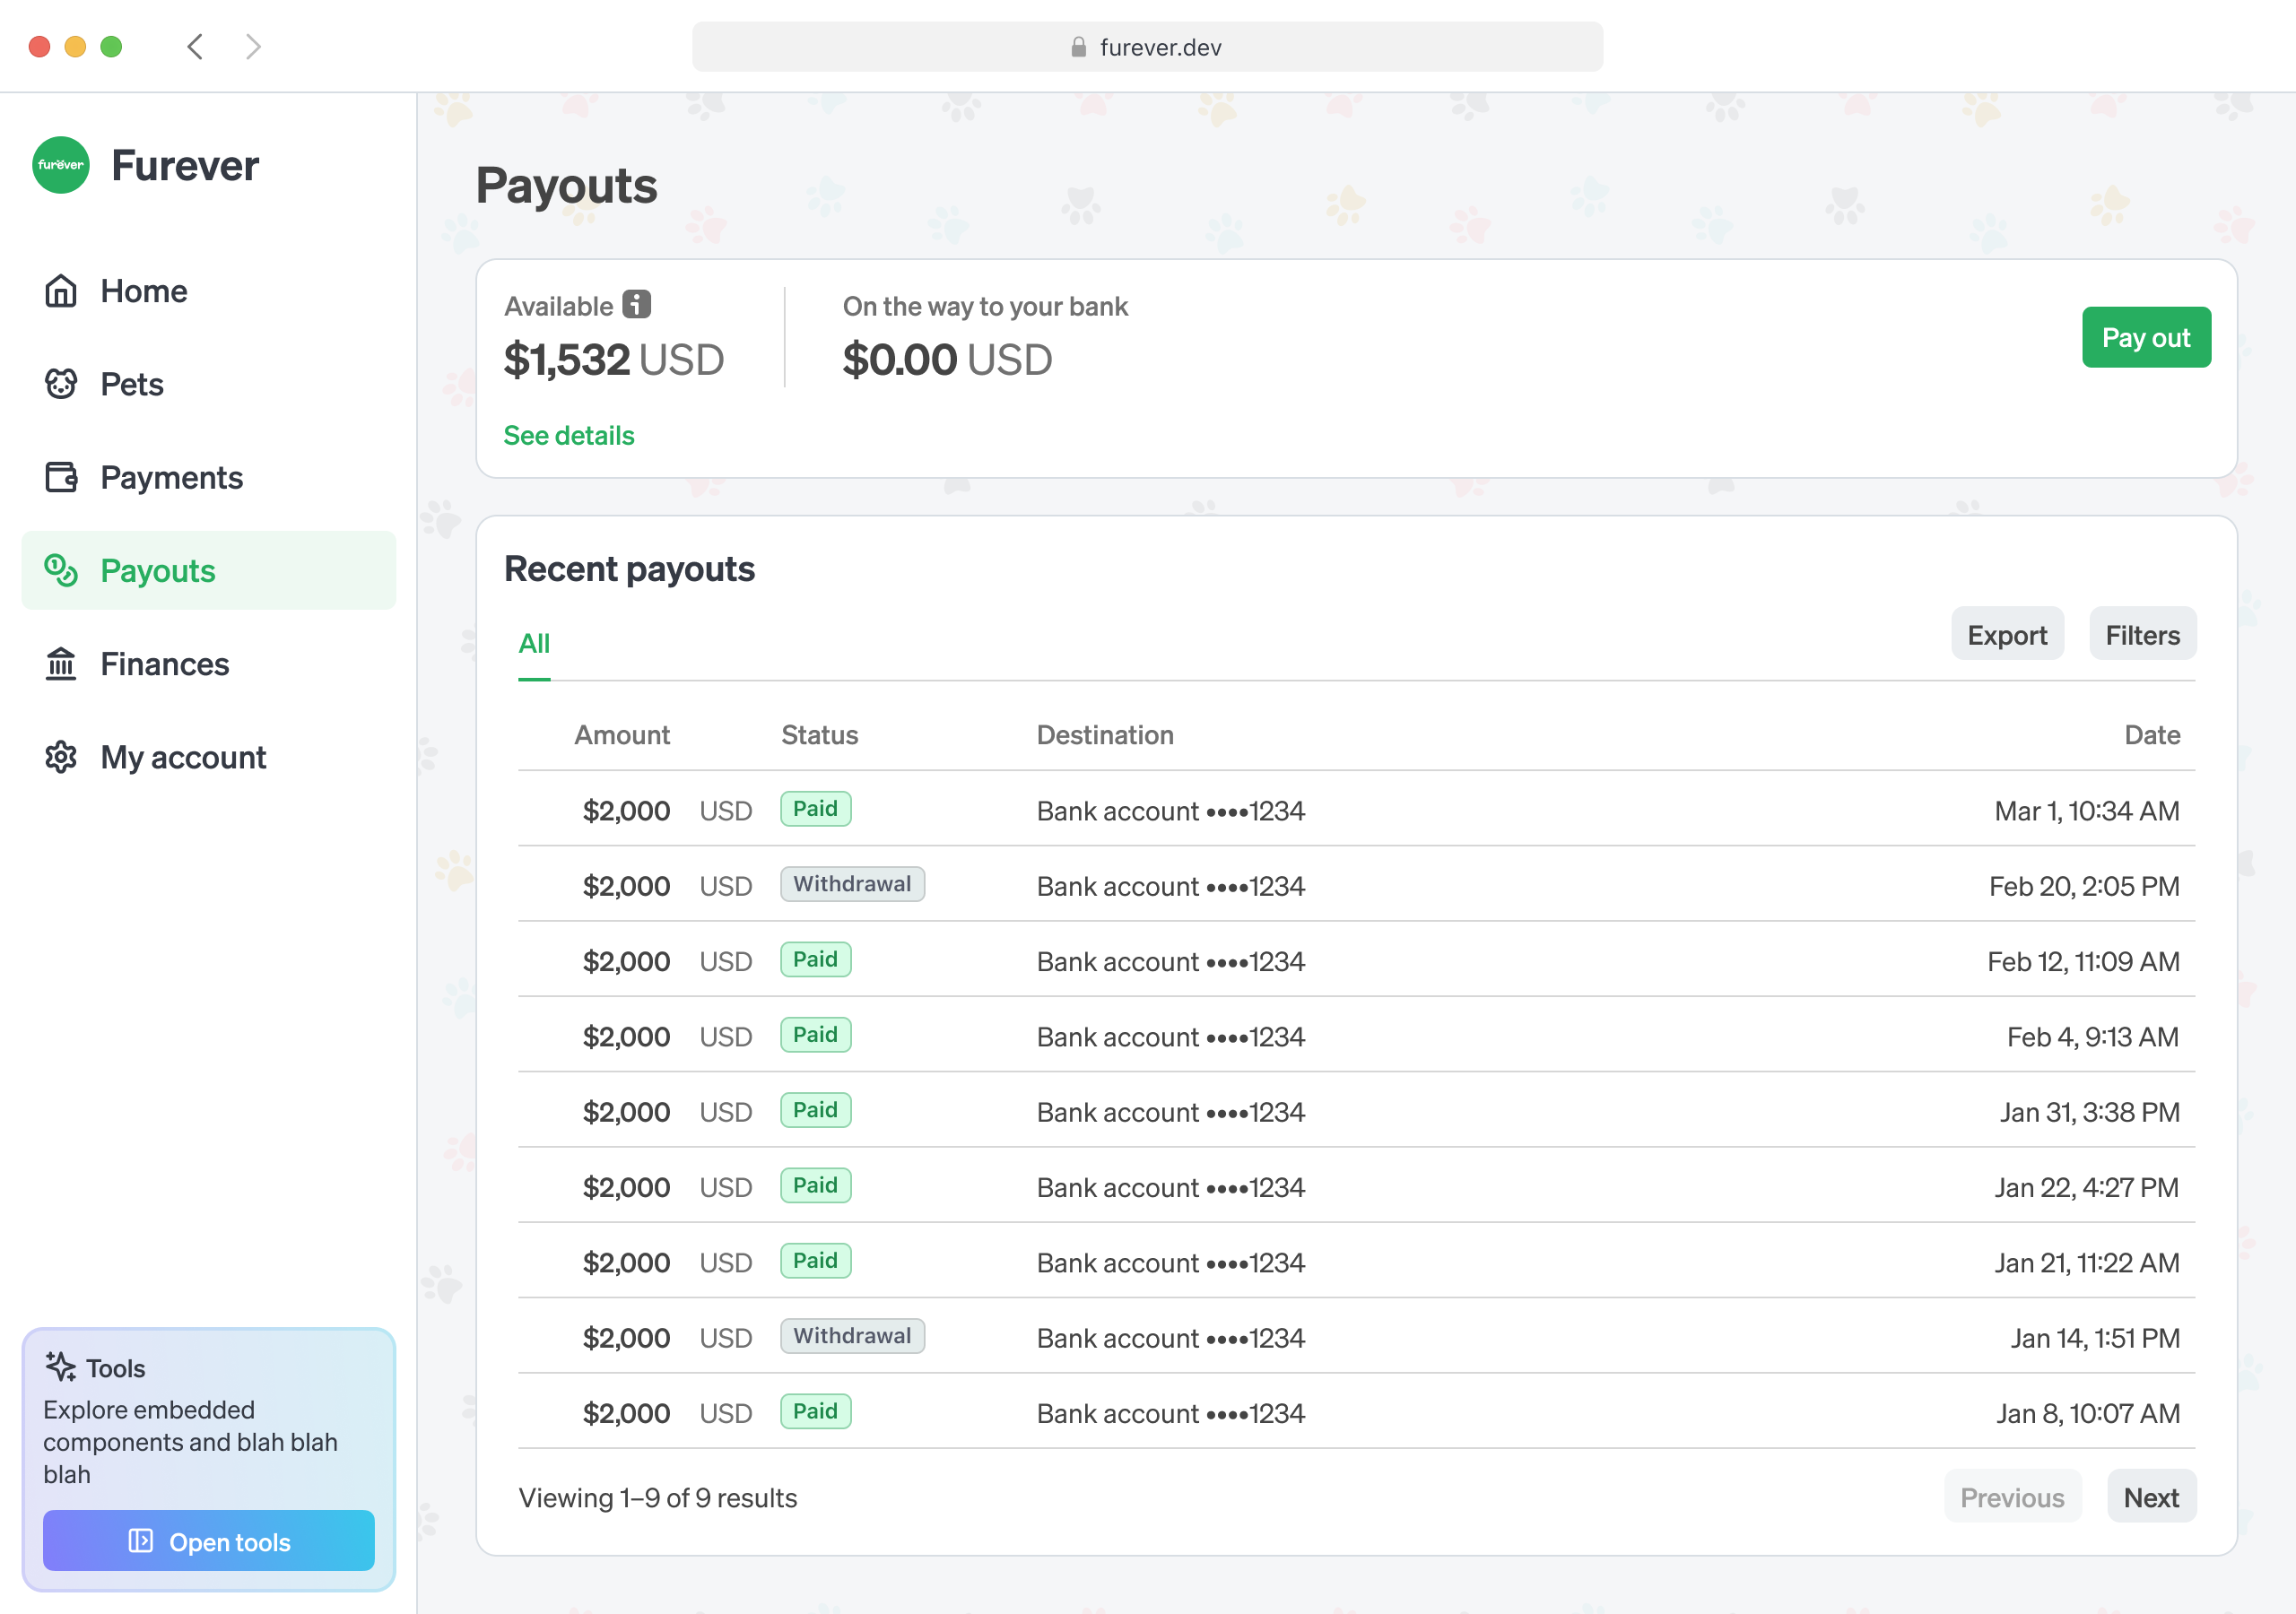 furever.dev
furever
Furever
Home
Pets
Payments
Payouts
Finances
My account
Tools
Explore embedded
components and blah blah
blah
Open tools
Payouts
Available
$1,532 USD
On the way to your bank
$0.00 USD
Pay out
See details
Recent payouts
All
Export Filters
Amount Status Destination Date
$2,000 USD Paid Bank account ••••1234 Mar 1, 10:34 AM
$2,000 USD Withdrawal Bank account ••••1234 Feb 20, 2:05 PM
$2,000 USD Paid Bank account ••••1234 Feb 12, 11:09 AM
$2,000 USD Paid Bank account ••••1234 Feb 4, 9:13 AM
$2,000 USD Paid Bank account ••••1234 Jan 31, 3:38 PM
$2,000 USD Paid Bank account ••••1234 Jan 22, 4:27 PM
$2,000 USD Paid Bank account ••••1234 Jan 21, 11:22 AM
$2,000 USD Withdrawal Bank account ••••1234 Jan 14, 1:51 PM
$2,000 USD Paid Bank account ••••1234 Jan 8, 10:07 AM
Viewing 1–9 of 9 results
Previous Next